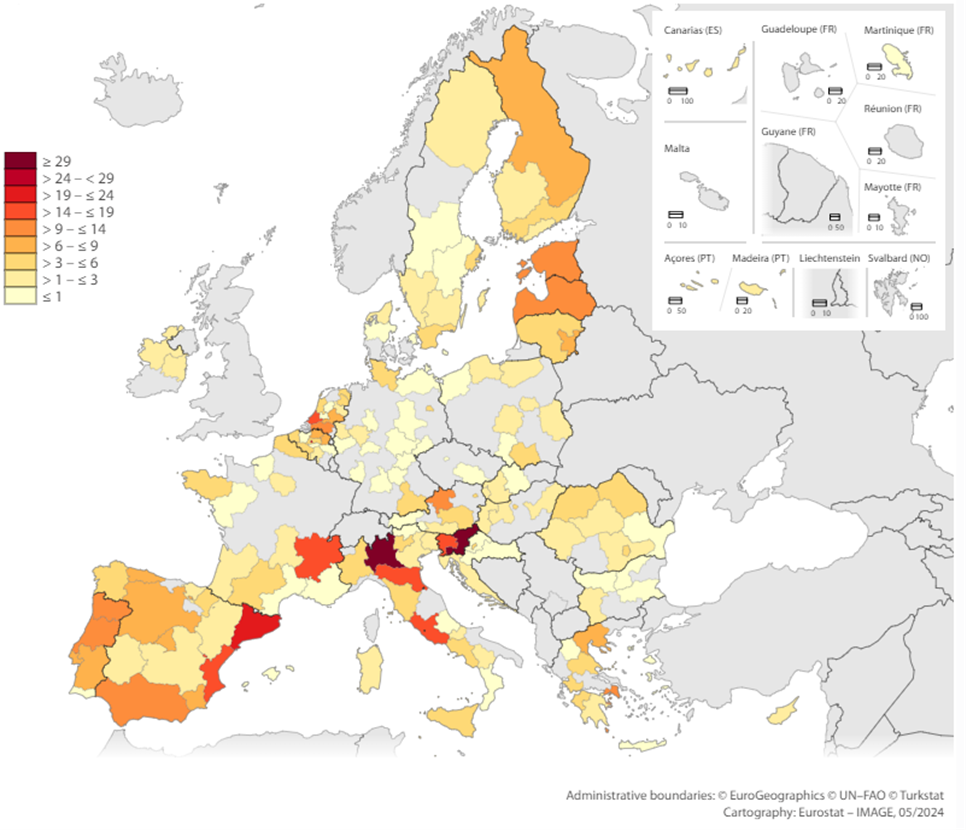 Canarias (ES)
0 100
Guadeloupe (FR)
0 20
Martinique (FR)
0 20
Réunion (FR)
0 20
Malta
0 10
Guyane (FR)
0 50
Mayotte (FR)
0 10
Açores (PT)
0 50
Madeira (PT)
0 20
Liechtenstein
0 10
Svalbard (NO)
0 100
≥ 29
> 24 – < 29
> 19 – ≤ 24
> 14 – ≤ 19
> 9 – ≤ 14
> 6 – ≤ 9
> 3 – ≤ 6
> 1 – ≤ 3
≤ 1
Administrative boundaries: © EuroGeographics © UN–FAO © Turkstat
Cartography: Eurostat – IMAGE, 05/2024